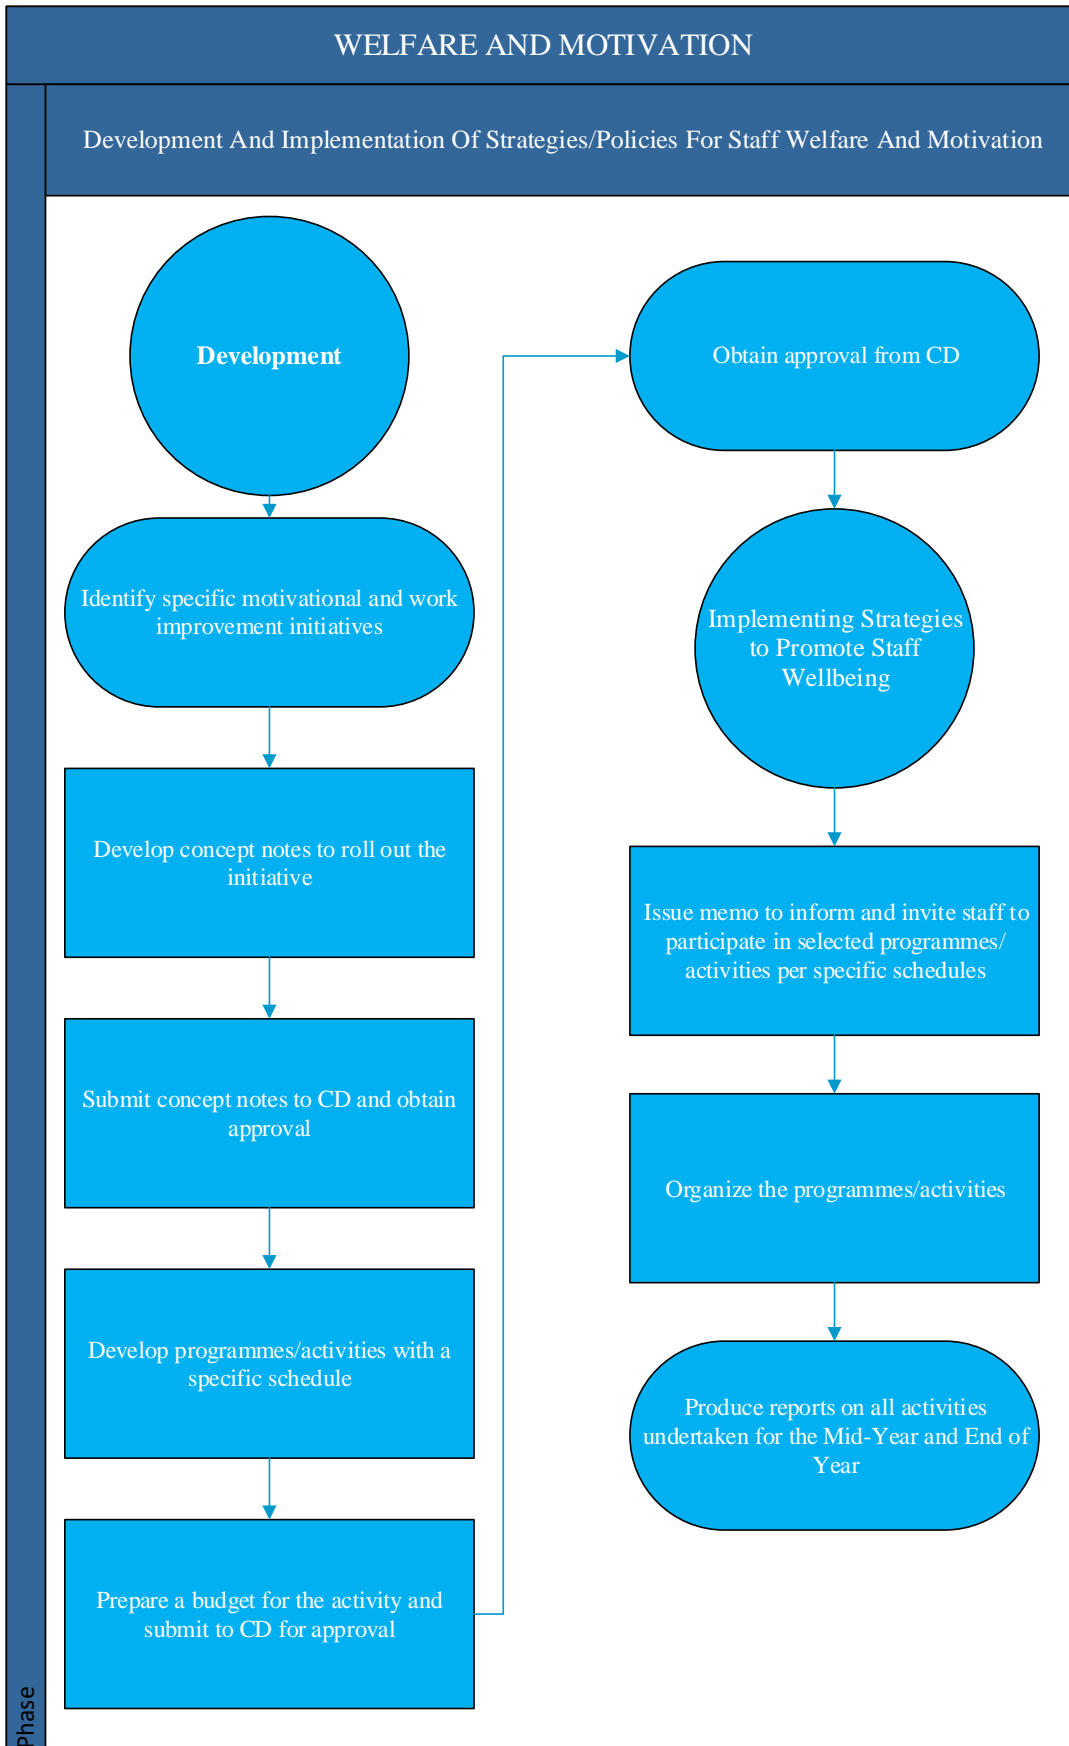 WELFARE AND MOTIVATION
Development And Implementation Of Strategies/Policies For Staff Welfare And Motivation
Development
Identify specific motivational and work
improvement initiatives
Develop concept notes to roll out the
initiative
Submit concept notes to CD and obtain
approval
Develop programmes/activities with a
specific schedule
Prepare a budget for the activity and
submit to CD for approval
Obtain approval from CD
Implementing Strategies
to Promote Staff
Wellbeing
Issue memo to inform and invite staff to
participate in selected programmes/
activities per specific schedules
Organize the programmes/activities
Produce reports on all activities
undertaken for the Mid-Year and End of
Year
Phase